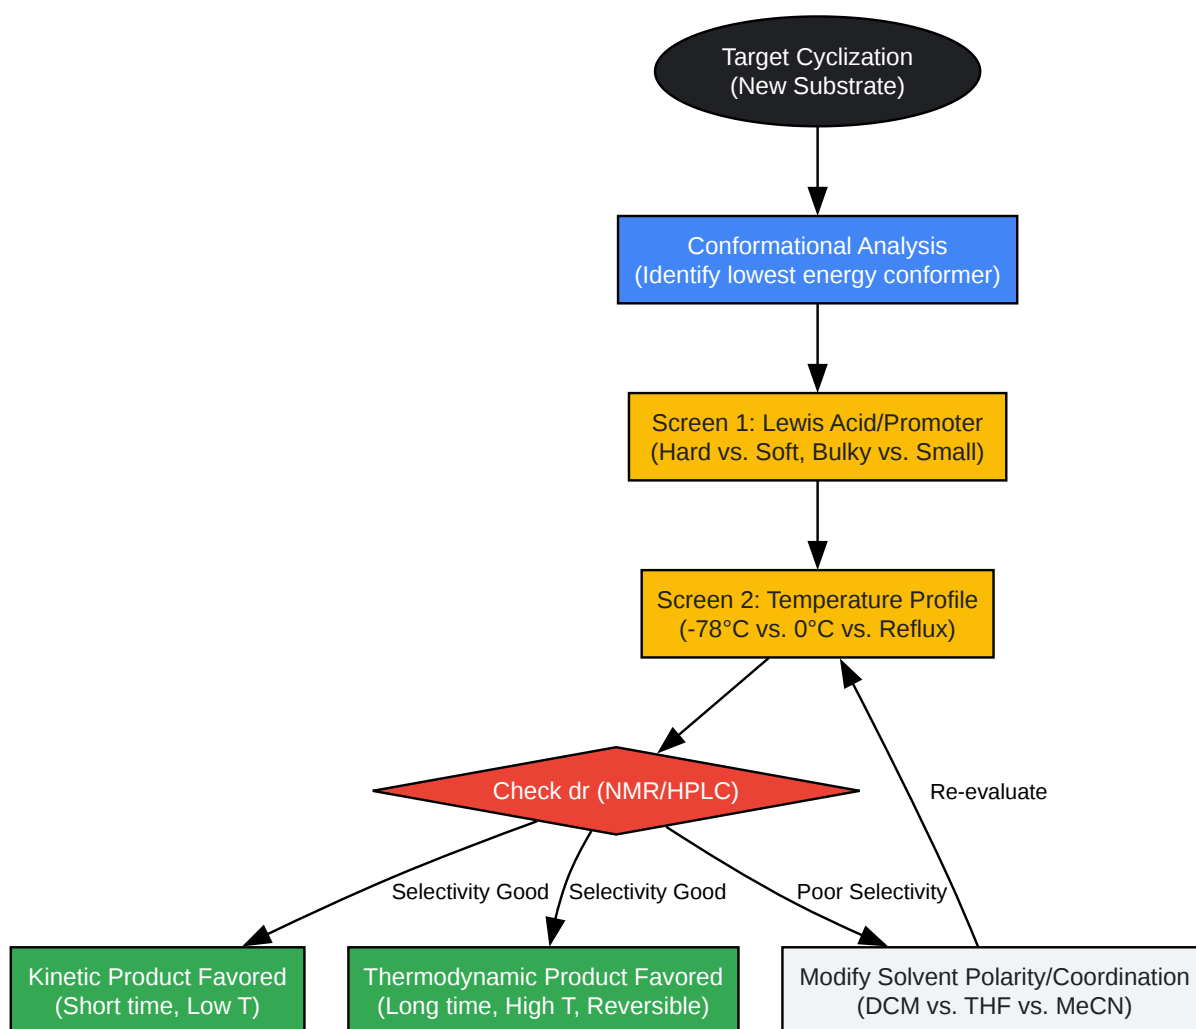 Target Cyclization
(New Substrate)
Conformational Analysis
(Identify lowest energy conformer)
Screen 1: Lewis Acid/Promoter
(Hard vs. Soft, Bulky vs. Small)
Screen 2: Temperature Profile
(-78°C vs. 0°C vs. Reflux)
Check dr (NMR/HPLC)
Re-evaluate
Selectivity Good
Selectivity Good
Poor Selectivity
Kinetic Product Favored
(Short time, Low T)
Thermodynamic Product Favored
(Long time, High T, Reversible)
Modify Solvent Polarity/Coordination
(DCM vs. THF vs. MeCN)